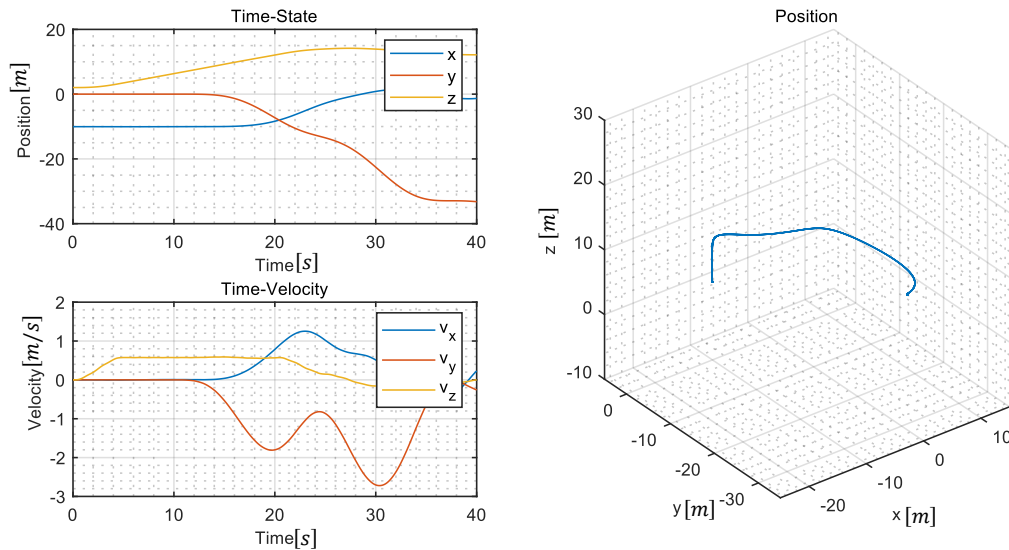 Time-State
Position[m]
20
0
-20
-40
0
10
20
30
40
Time[s]
x
y
z
Time-Velocity
Velocity[m/s]
2
1
0
-1
-2
-3
0
10
20
30
40
Time[s]
v_x
v_y
v_z
Position
z [m]
30
20
10
0
-10
0
-10
-20
-30
y [m]
-20
-10
0
10
x [m]